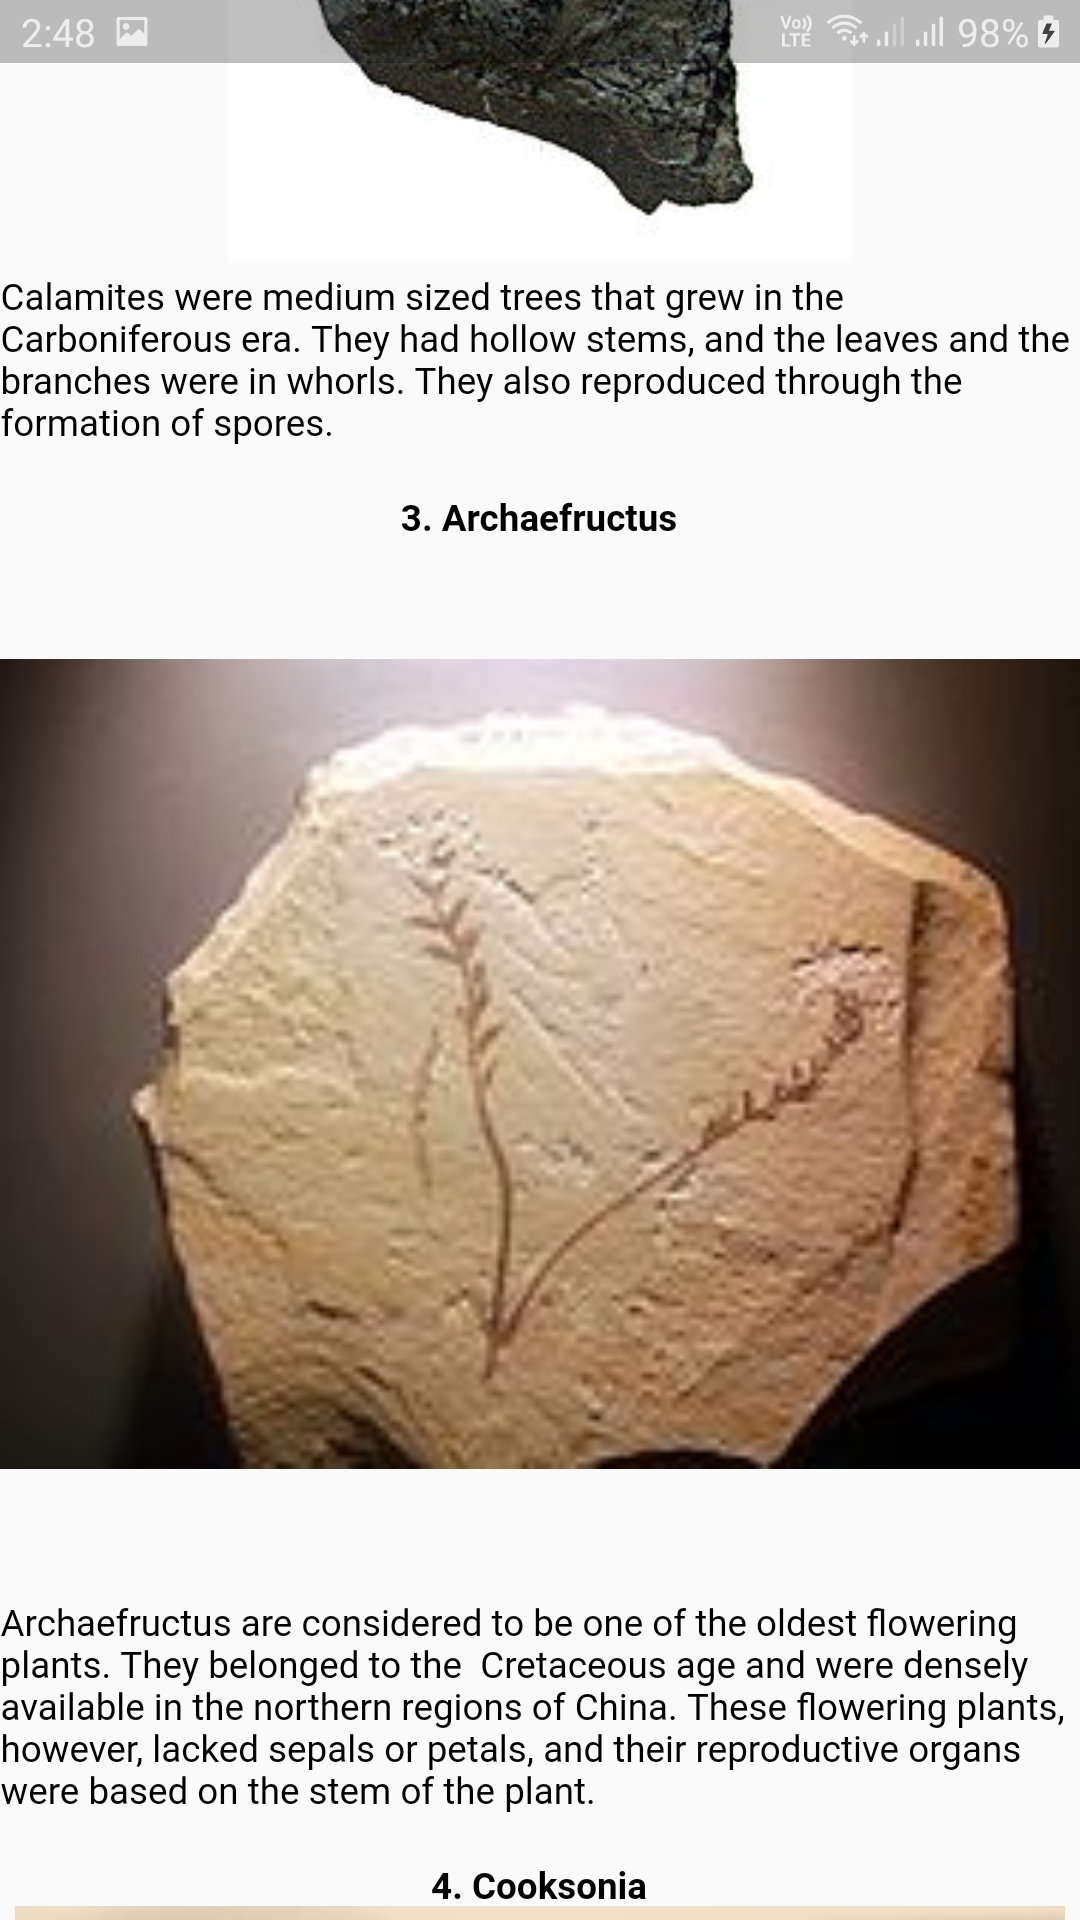 2:48 Vo)) LTE 98%
Calamites were medium sized trees that grew in the
Carboniferous era. They had hollow stems, and the leaves and the
branches were in whorls. They also reproduced through the
formation of spores.
3. Archaefructus
Archaefructus are considered to be one of the oldest flowering
plants. They belonged to the  Cretaceous age and were densely
available in the northern regions of China. These flowering plants,
however, lacked sepals or petals, and their reproductive organs
were based on the stem of the plant.
4. Cooksonia